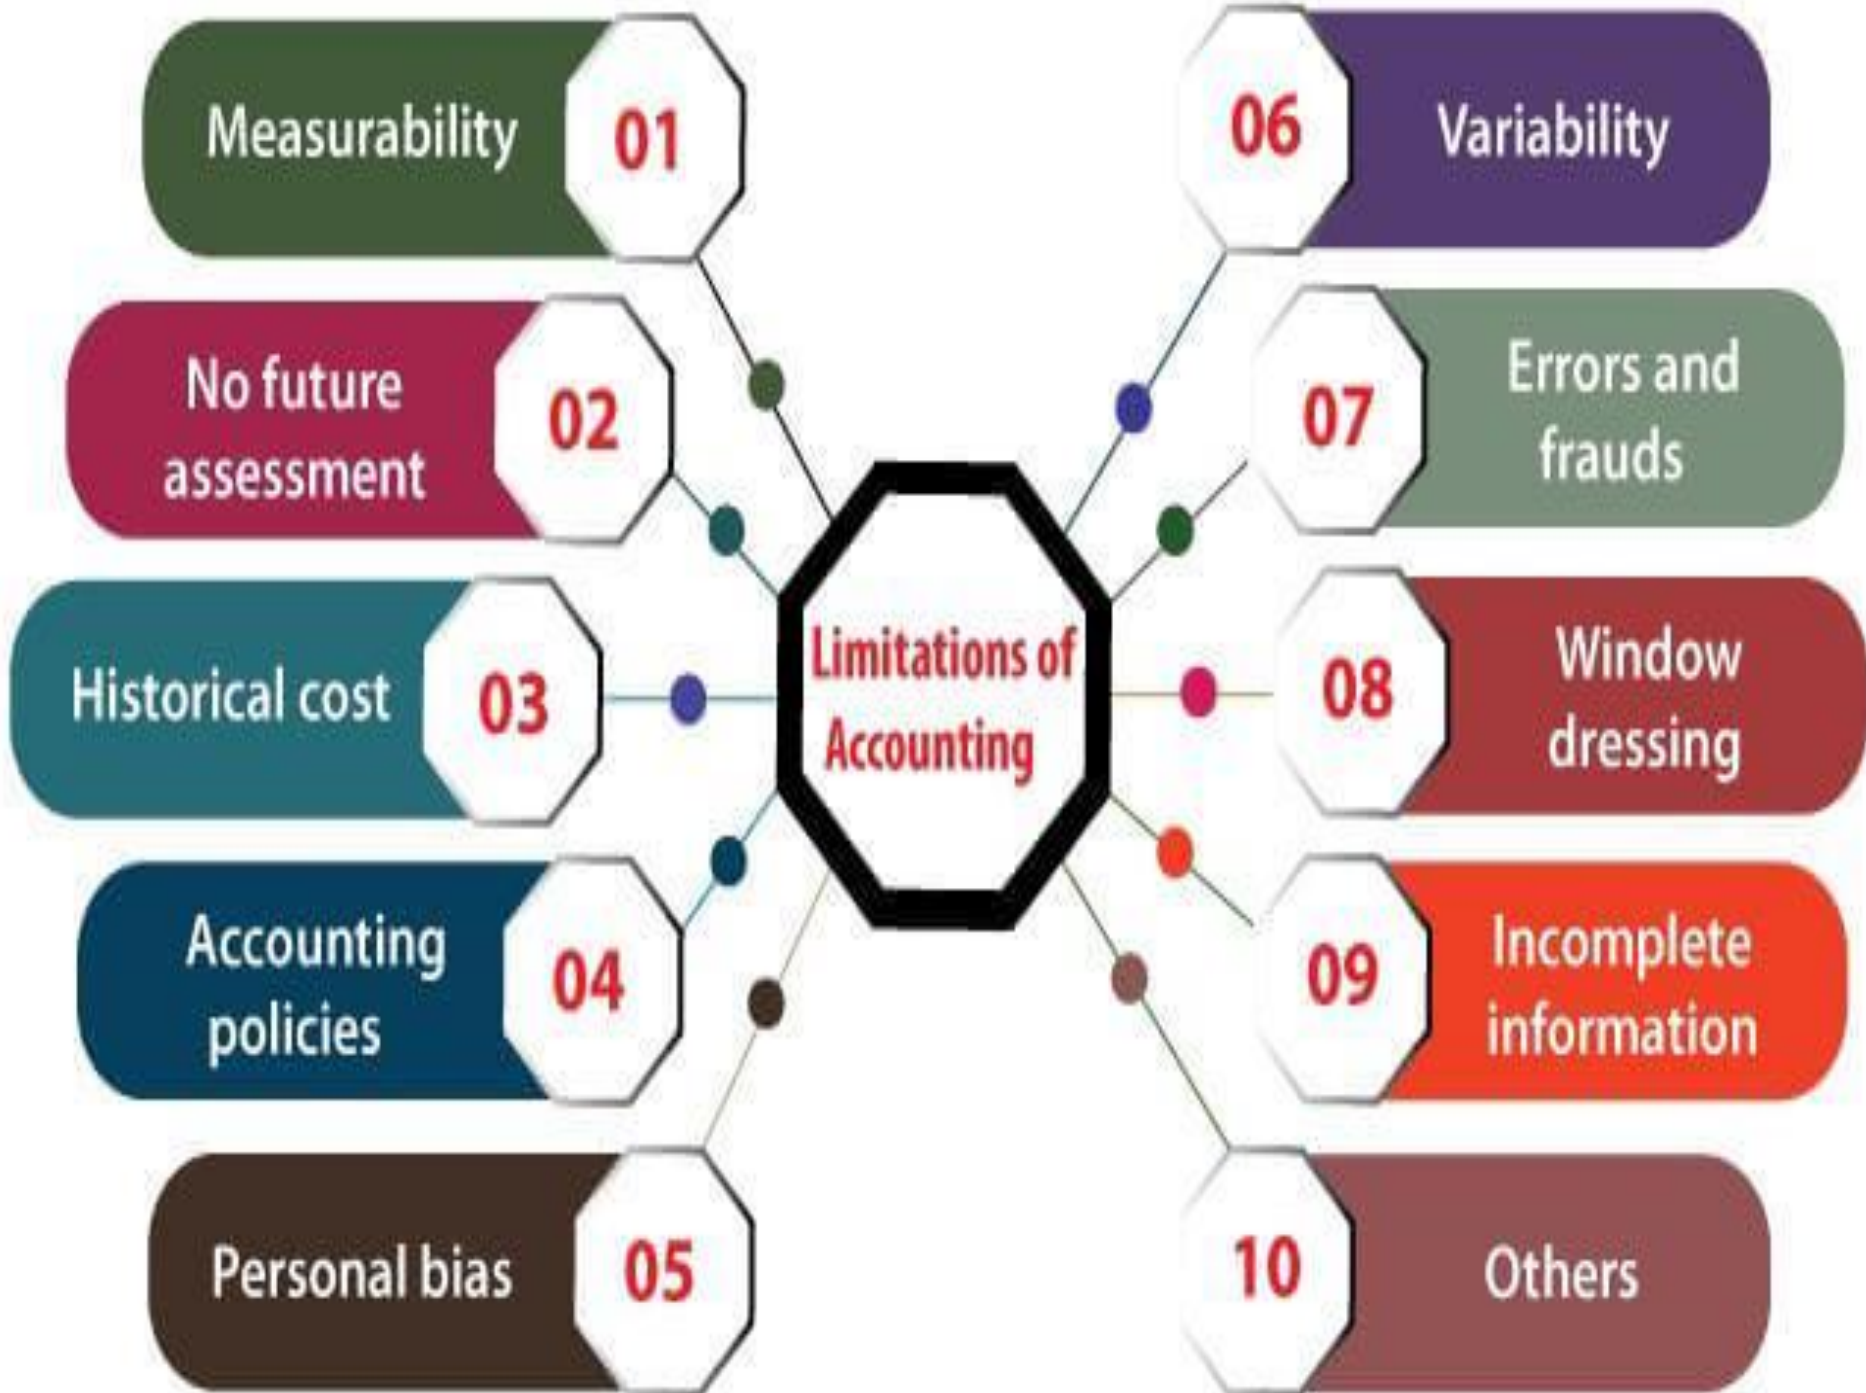 Measurability
01
No future
assessment
02
Historical cost
03
Accounting
policies
04
Personal bias
05
Limitations of
Accounting
06
Variability
07
Errors and
frauds
08
Window
dressing
09
Incomplete
information
10
Others